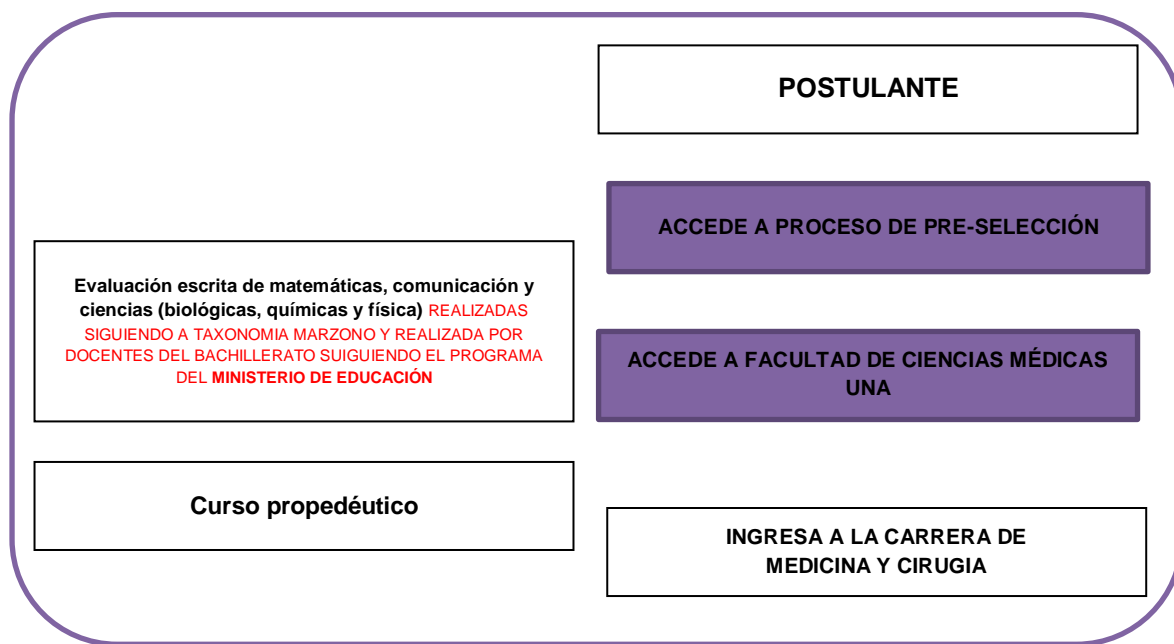 POSTULANTE
ACCEDE A PROCESO DE PRE-SELECCIÓN
Evaluación escrita de matemáticas, comunicación y
ciencias (biológicas, químicas y física) REALIZADAS
SIGUIENDO A TAXONOMIA MARZONO Y REALIZADA POR
DOCENTES DEL BACHILLERATO SUIGUIENDO EL PROGRAMA
DEL MINISTERIO DE EDUCACIÓN
ACCEDE A FACULTAD DE CIENCIAS MÉDICAS
UNA
Curso propedéutico
INGRESA A LA CARRERA DE
MEDICINA Y CIRUGIA